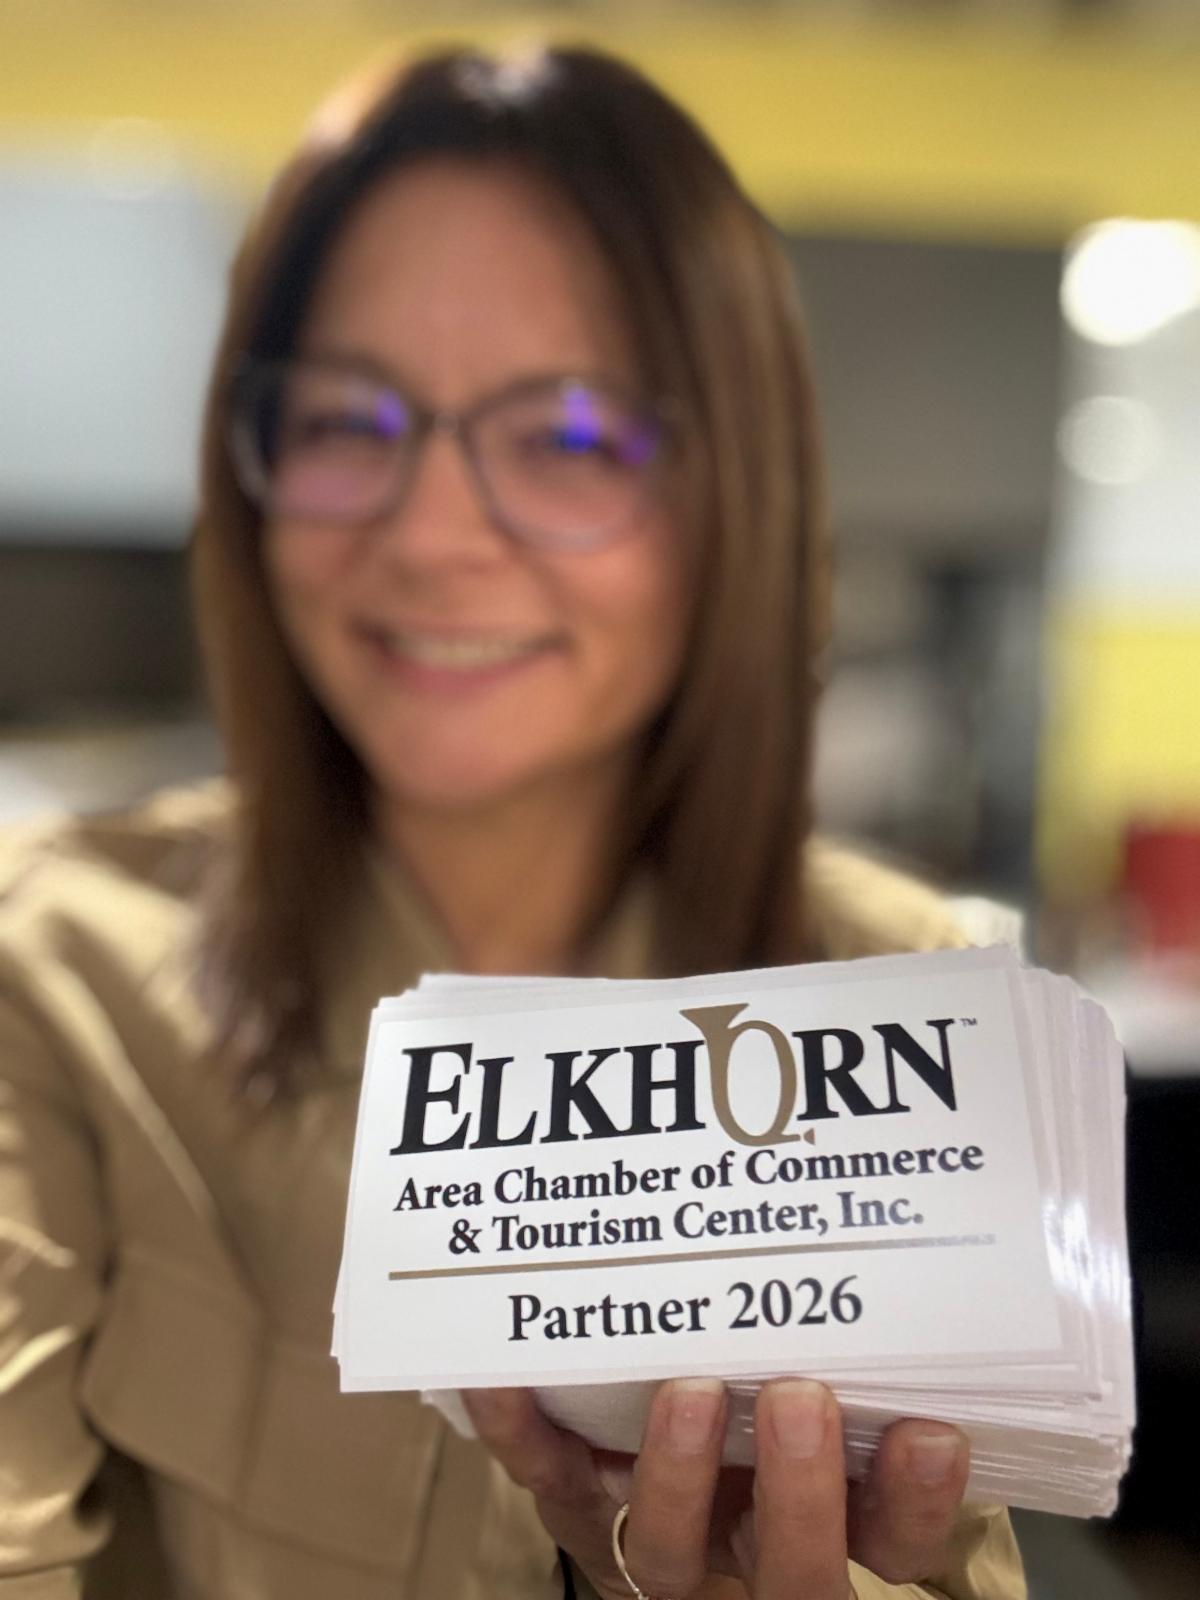 ELKHORN™
Area Chamber of Commerce
& Tourism Center, Inc.
Partner 2026